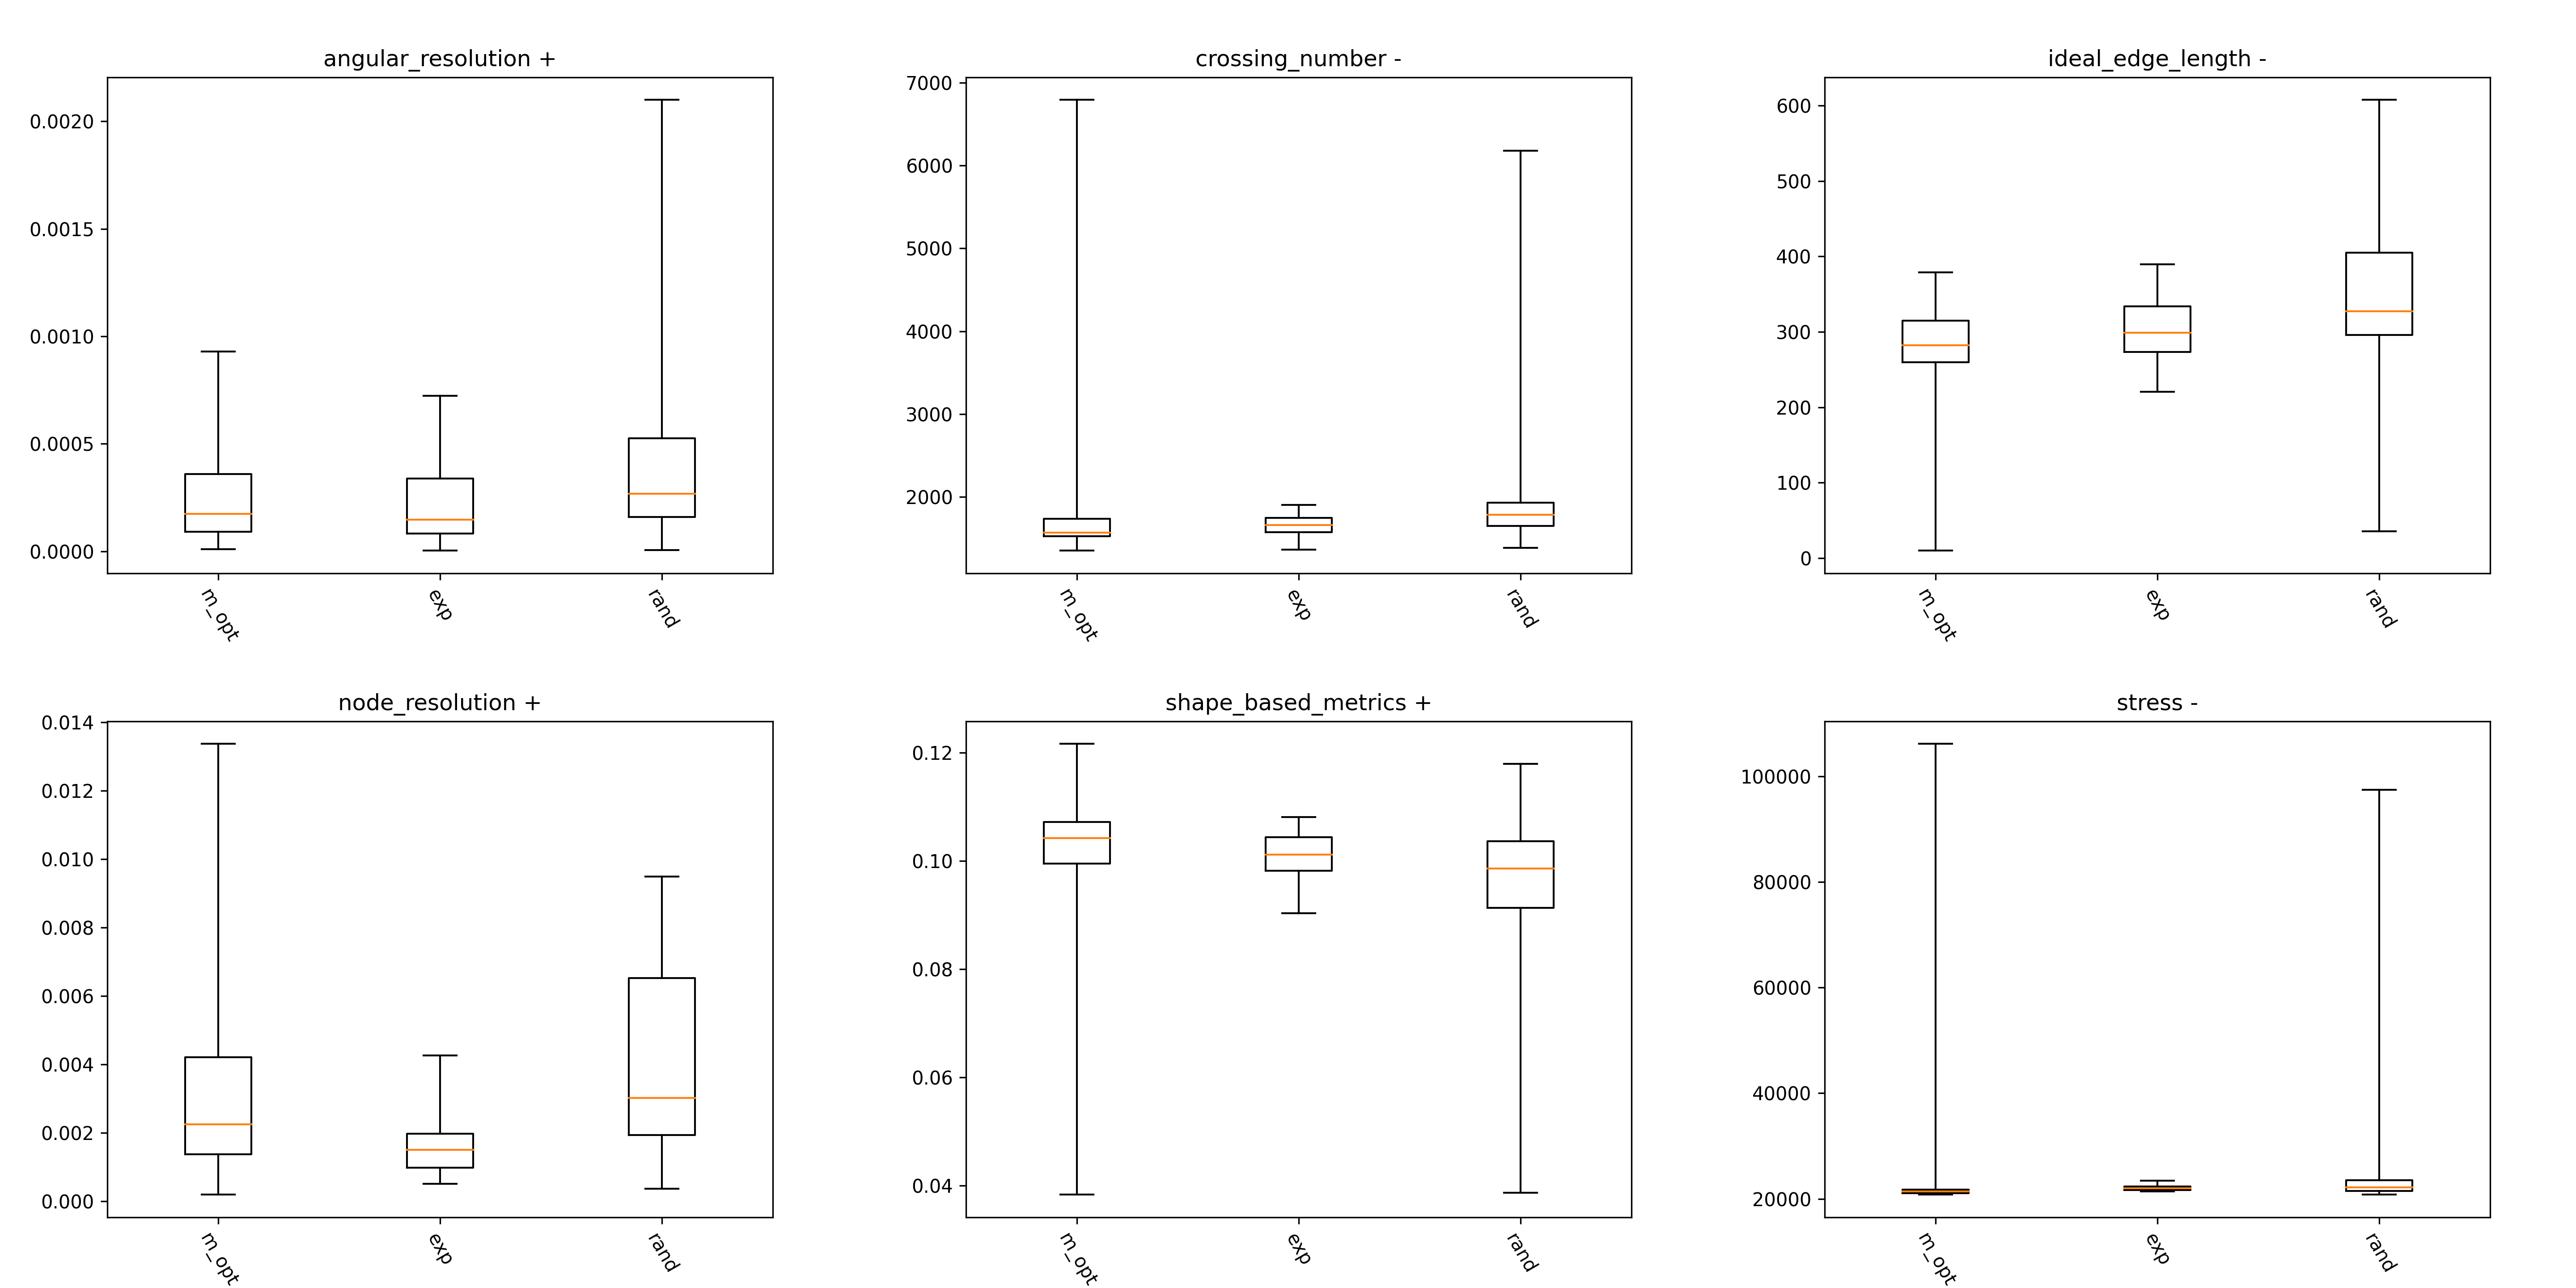 angular_resolution +
0.0020
0.0015
0.0010
0.0005
0.0000
m_opt
exp
rand
crossing_number -
7000
6000
5000
4000
3000
2000
m_opt
exp
rand
ideal_edge_length -
600
500
400
300
200
100
0
m_opt
exp
rand
node_resolution +
0.014
0.012
0.010
0.008
0.006
0.004
0.002
0.000
m_opt
exp
rand
shape_based_metrics +
0.12
0.10
0.08
0.06
0.04
m_opt
exp
rand
stress -
100000
80000
60000
40000
20000
m_opt
exp
rand